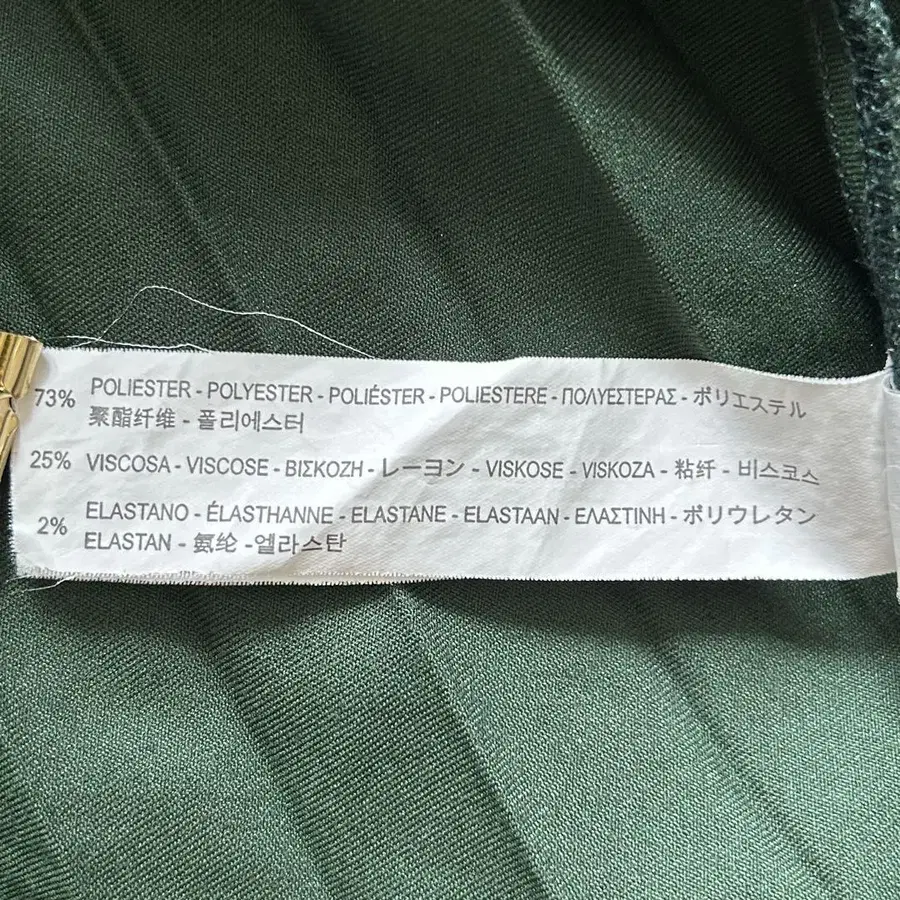 73% POLIESTER - POLYESTER - POLIÉSTER - POLIESTERE - ΠΟΛΥΕΣΤΕΡΑΣ - ポリエステル
聚酯纤维 - 폴리에스터
25% VISCOSA - VISCOSE - ΒΙΣΚΟΖΗ - レーヨン - VISKOSE - VISKOZA - 粘纤 - 비스코스
2% ELASTANO - ÉLASTHANNE - ELASTANE - ELASTAAN - ΕΛΑΣΤΙΝΗ - ポリウレタン
ELASTAN - 氨纶 -엘라스탄